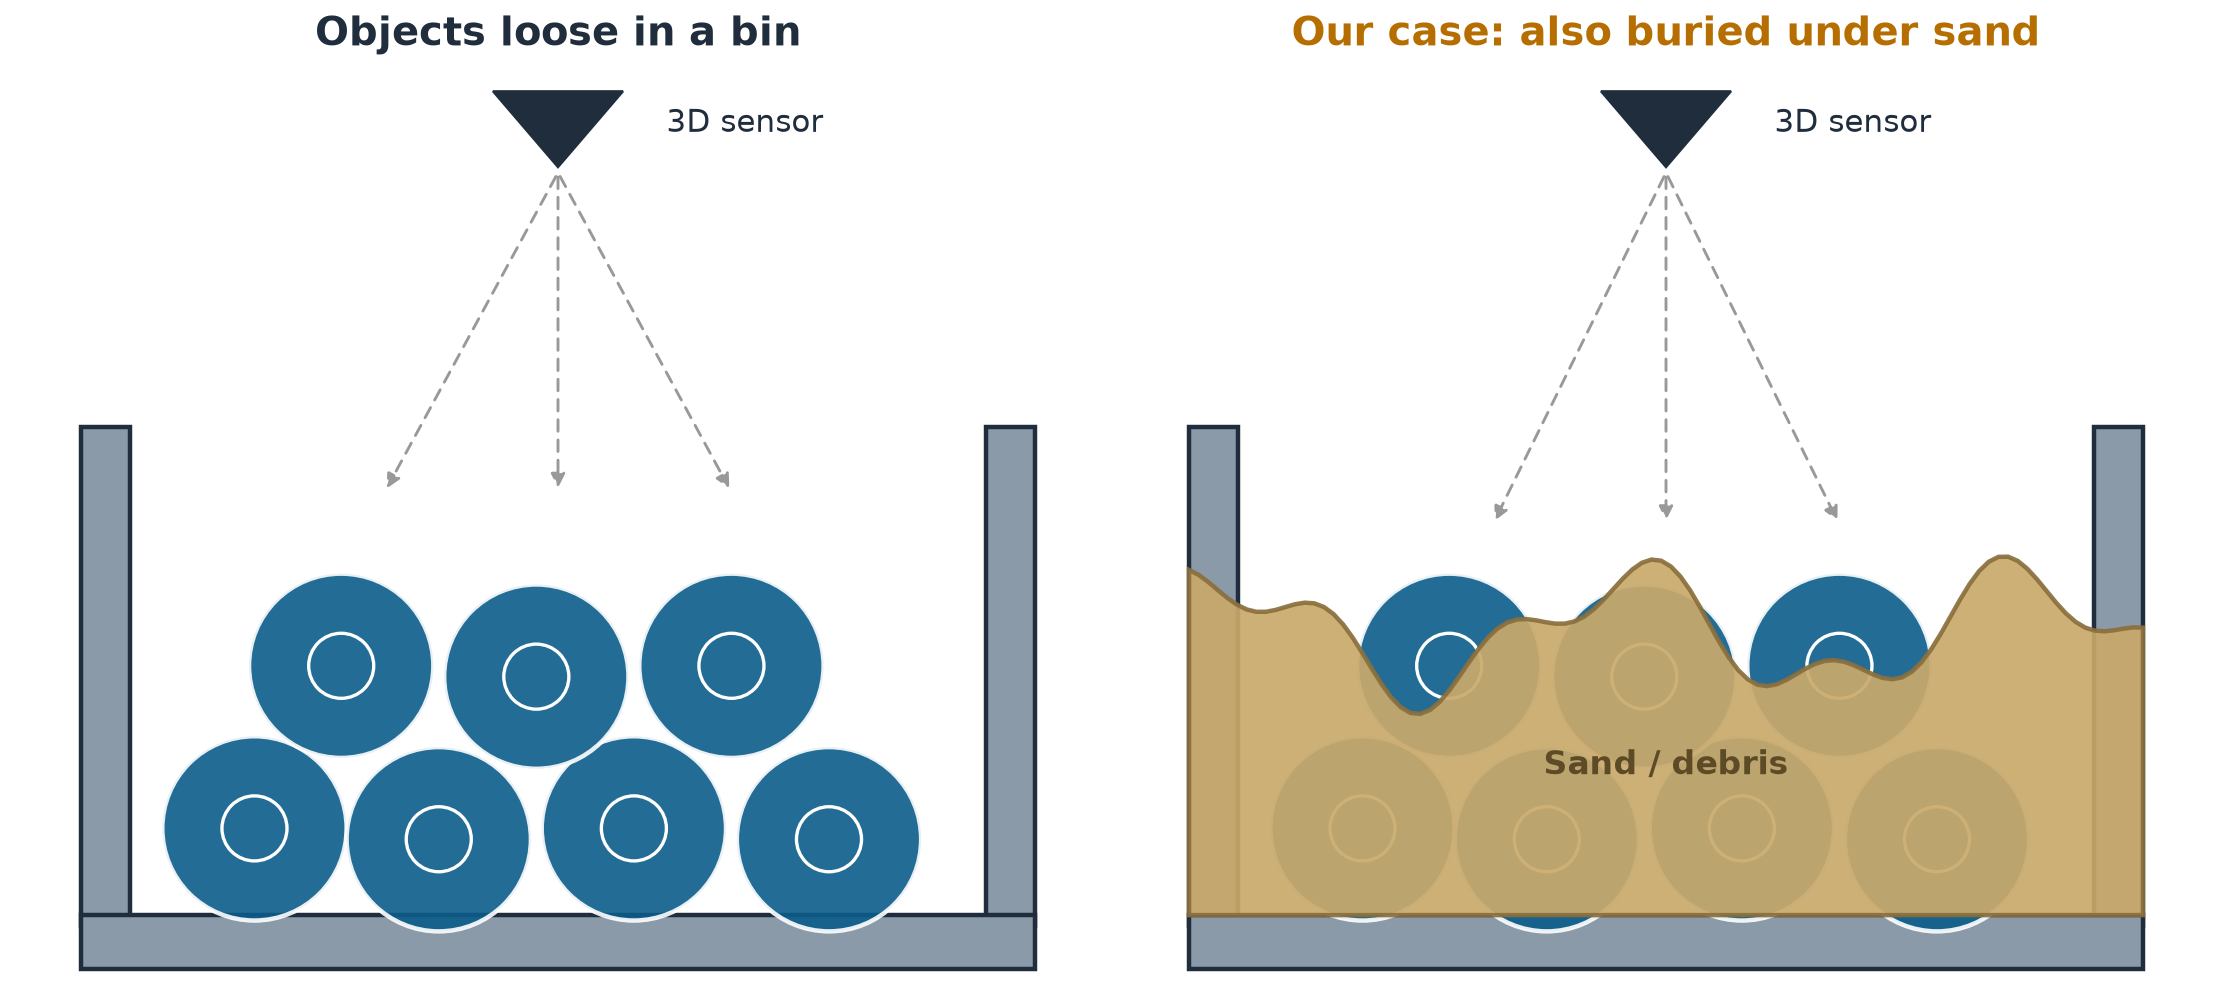 Objects loose in a bin
3D sensor
Our case: also buried under sand
3D sensor
Sand / debris